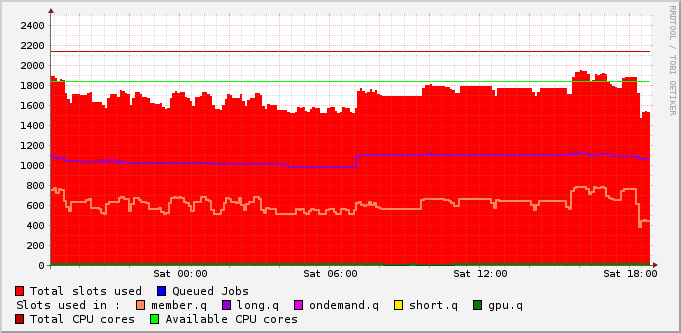 RRDTOOL / TOBI OETIKER
2400
2200
2000
1800
1600
1400
1200
1000
800
600
400
200
0
Sat 00:00 Sat 06:00 Sat 12:00 Sat 18:00
Total slots used Queued Jobs
Slots used in : member.q long.q ondemand.q short.q gpu.q
Total CPU cores Available CPU cores